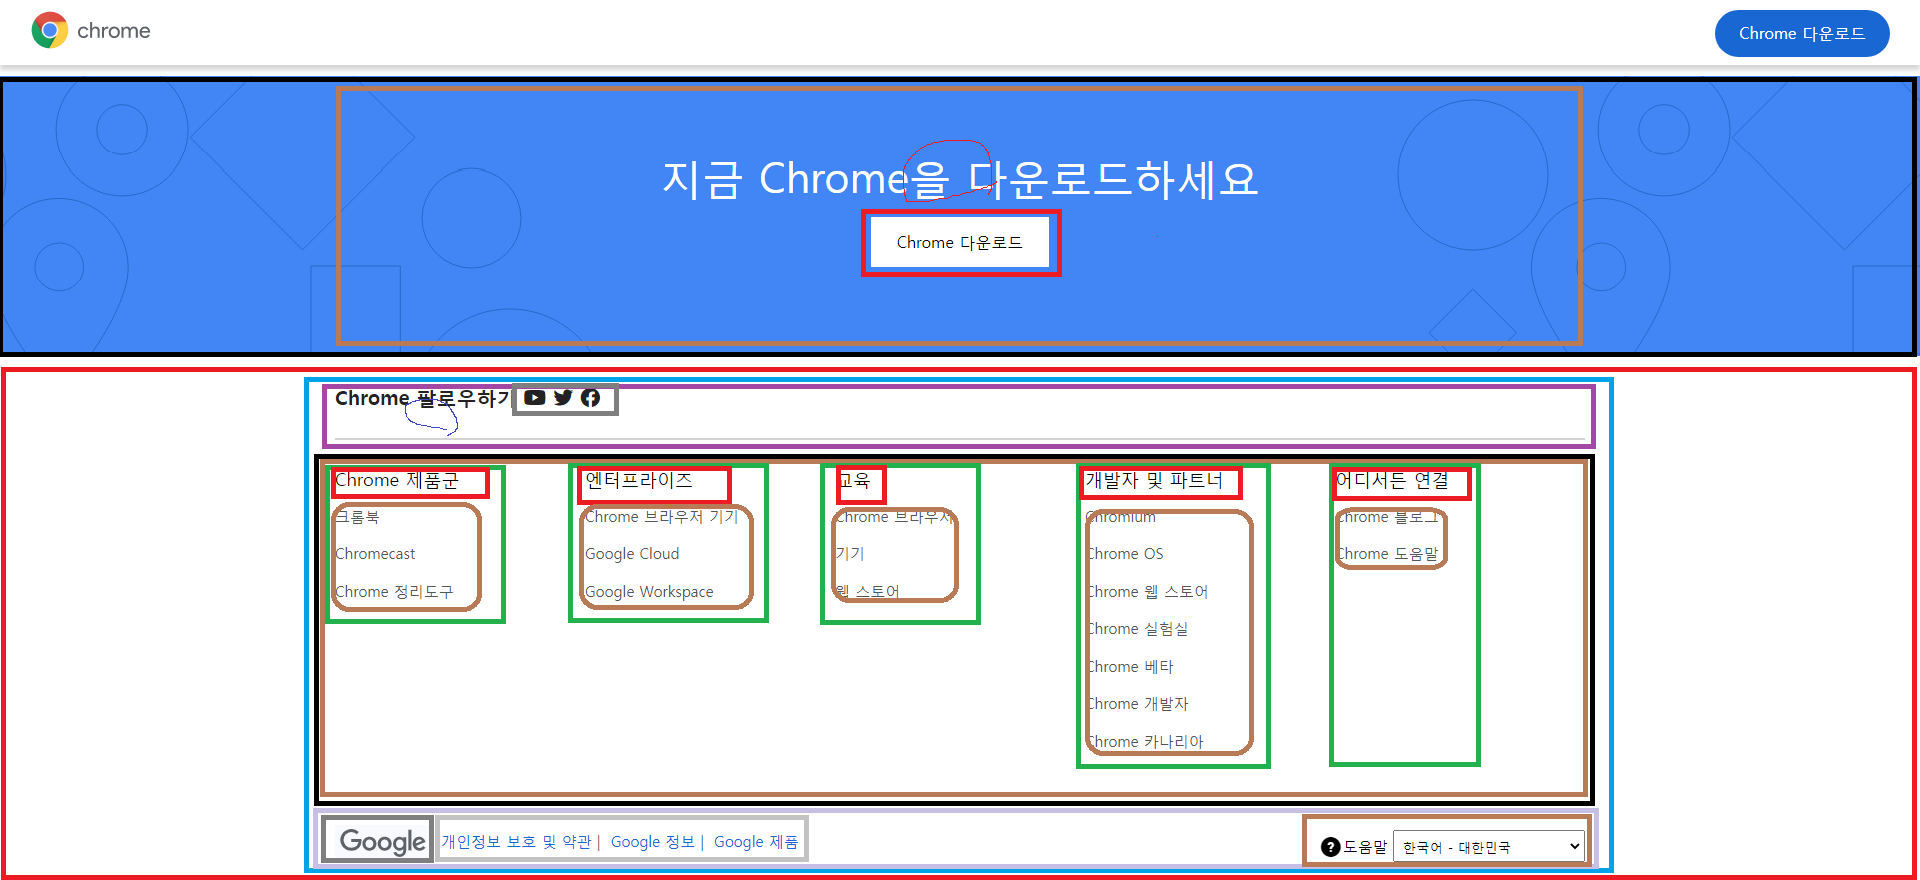 chrome
Chrome 다운로드
지금 Chrome을 다운로드하세요
Chrome 다운로드
Chrome 팔로우하기
Chrome 제품군
크롬북
Chromecast
Chrome 정리도구
엔터프라이즈
Chrome 브라우저 기기
Google Cloud
Google Workspace
교육
Chrome 브라우저
기기
웹 스토어
개발자 및 파트너
Chromium
Chrome OS
Chrome 웹 스토어
Chrome 실험실
Chrome 베타
Chrome 개발자
Chrome 카나리아
어디서든 연결
Chrome 블로그
Chrome 도움말
Google
개인정보 보호 및 약관 | Google 정보 | Google 제품
? 도움말 한국어 - 대한민국